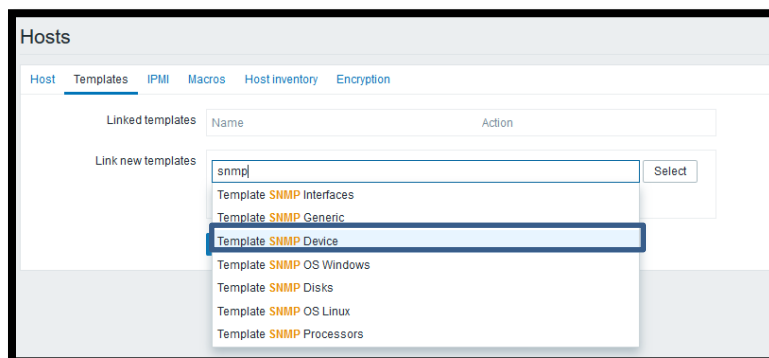 Hosts
Host Templates IPMI Macros Host inventory Encryption
Linked templates Name Action
Link new templates snmp Select
Template SNMP Interfaces
Template SNMP Generic
Template SNMP Device
Template SNMP OS Windows
Template SNMP Disks
Template SNMP OS Linux
Template SNMP Processors